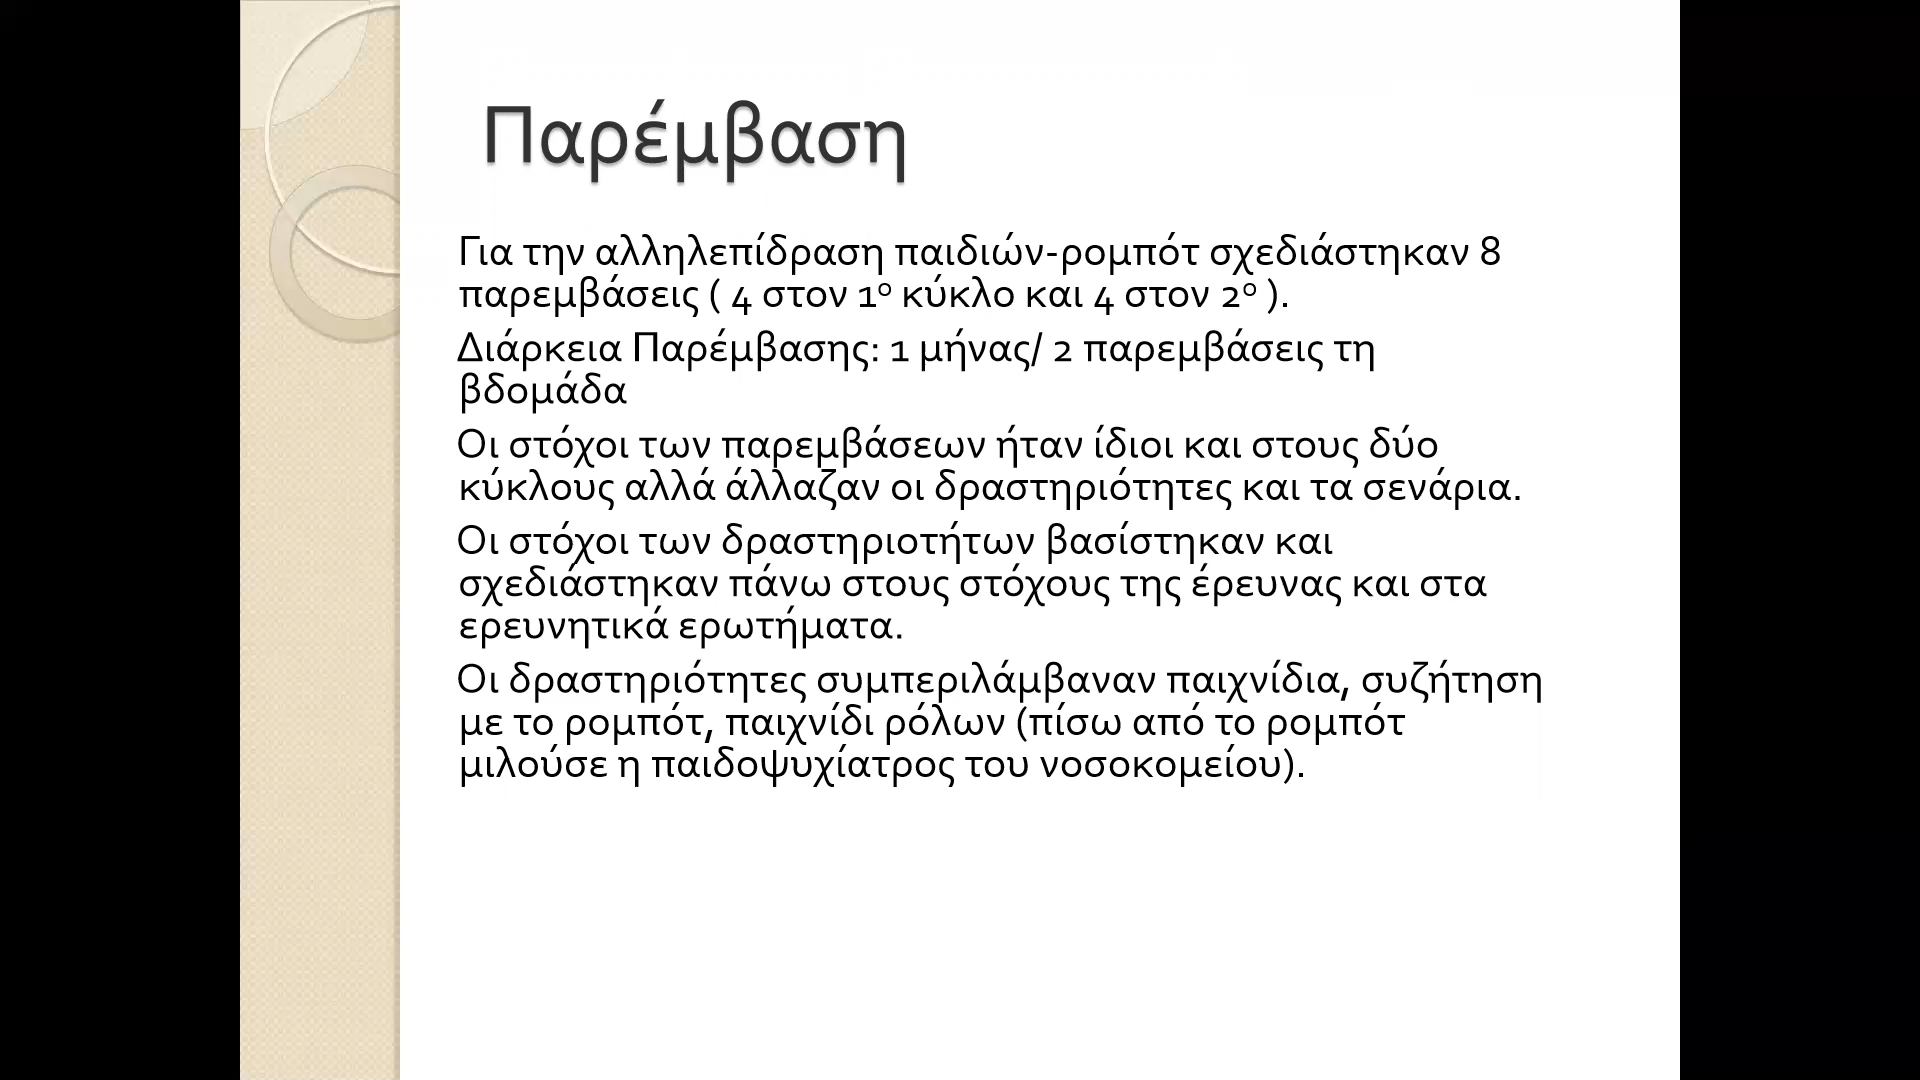 Παρέμβαση
Για την αλληλεπίδραση παιδιών-ρομπότ σχεδιάστηκαν 8
παρεμβάσεις ( 4 στον 1ο κύκλο και 4 στον 2ο ).
Διάρκεια Παρέμβασης: 1 μήνας/ 2 παρεμβάσεις τη
βδομάδα
Οι στόχοι των παρεμβάσεων ήταν ίδιοι και στους δύο
κύκλους αλλά άλλαζαν οι δραστηριότητες και τα σενάρια.
Οι στόχοι των δραστηριοτήτων βασίστηκαν και
σχεδιάστηκαν πάνω στους στόχους της έρευνας και στα
ερευνητικά ερωτήματα.
Οι δραστηριότητες συμπεριλάμβαναν παιχνίδια, συζήτηση
με το ρομπότ, παιχνίδι ρόλων (πίσω από το ρομπότ
μιλούσε η παιδοψυχίατρος του νοσοκομείου).